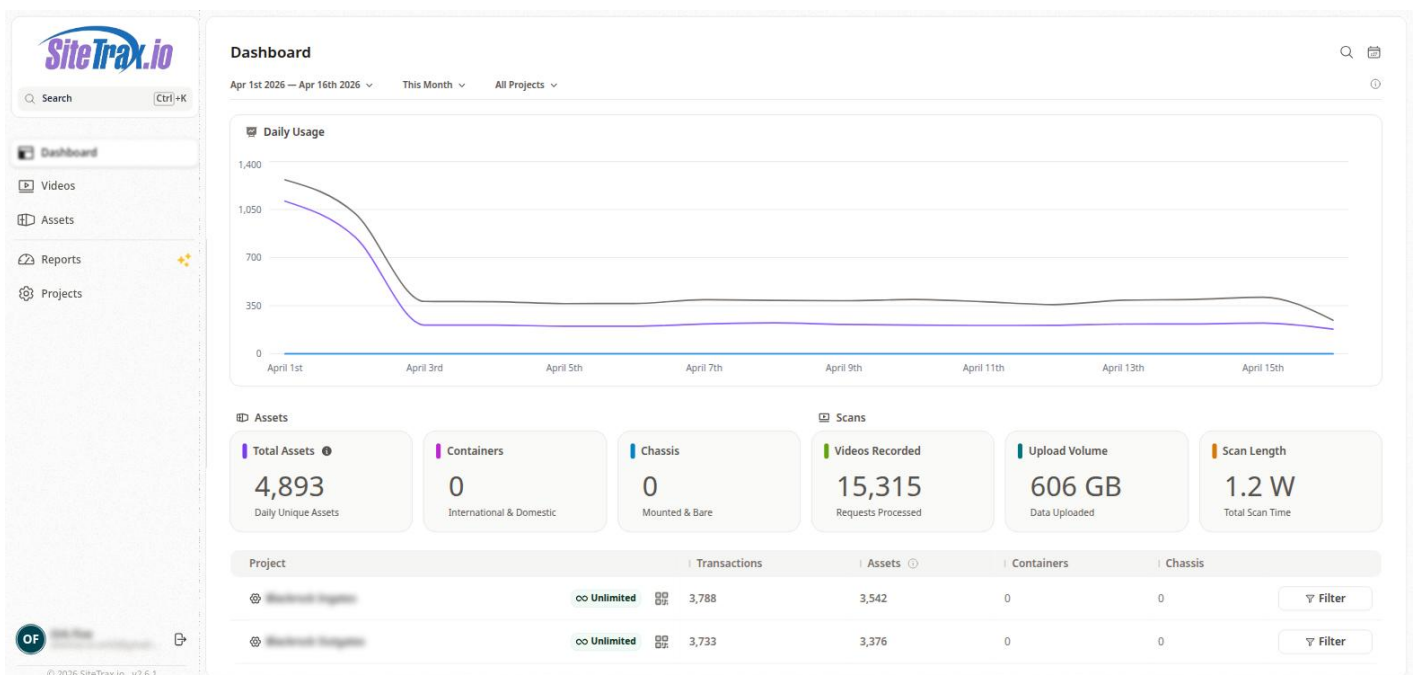 SiteTrax.io
Search Ctrl+K
Dashboard
Videos
Assets
Reports
Projects
OF
© 2026 SiteTrax.io v2.6.1
Dashboard
Apr 1st 2026 — Apr 16th 2026 This Month All Projects
Daily Usage
1,400
1,050
700
350
0
April 1st April 3rd April 5th April 7th April 9th April 11th April 13th April 15th
Assets
Total Assets
4,893
Daily Unique Assets
Containers
0
International & Domestic
Chassis
0
Mounted & Bare
Scans
Videos Recorded
15,315
Requests Processed
Upload Volume
606 GB
Data Uploaded
Scan Length
1.2 W
Total Scan Time
Project Transactions Assets Containers Chassis
Unlimited 3,788 3,542 0 0 Filter
Unlimited 3,733 3,376 0 0 Filter